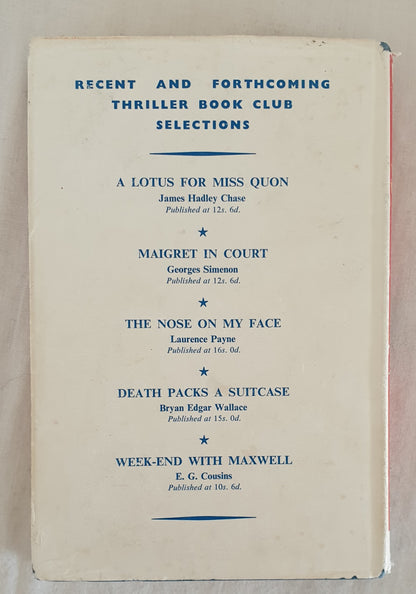 RECENT AND FORTHCOMING
THRILLER BOOK CLUB
SELECTIONS
A LOTUS FOR MISS QUON
James Hadley Chase
Published at 12s. 6d.
★
MAIGRET IN COURT
Georges Simenon
Published at 12s. 6d.
★
THE NOSE ON MY FACE
Laurence Payne
Published at 16s. 0d.
★
DEATH PACKS A SUITCASE
Bryan Edgar Wallace
Published at 15s. 0d.
★
WEEK-END WITH MAXWELL
E. G. Cousins
Published at 10s. 6d.